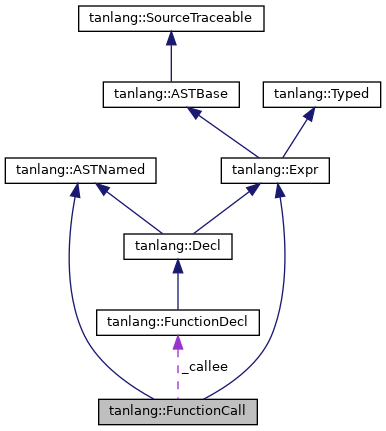 tanlang::SourceTraceable
tanlang::ASTBase
tanlang::Typed
tanlang::ASTNamed
tanlang::Expr
tanlang::Decl
tanlang::FunctionDecl
_callee
tanlang::FunctionCall